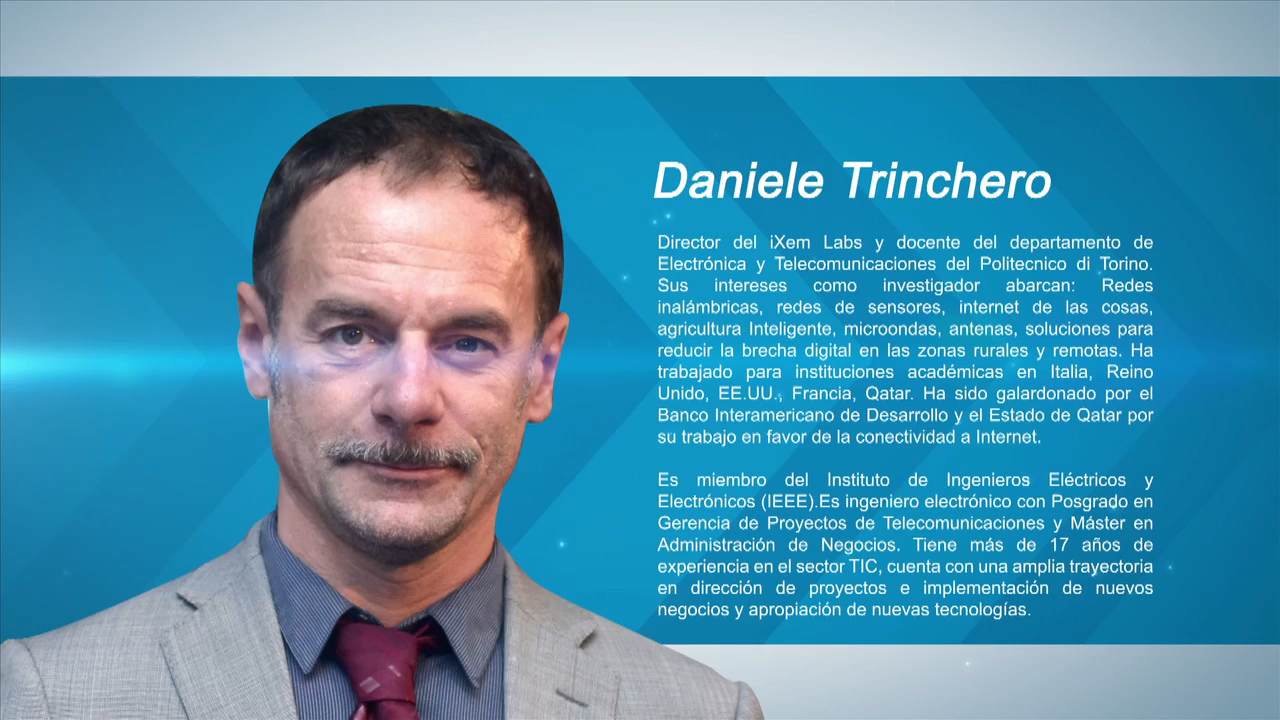 Daniele Trinchero
Director del iXem Labs y docente del departamento de
Electrónica y Telecomunicaciones del Politecnico di Torino.
Sus intereses como investigador abarcan: Redes
inalámbricas, redes de sensores, internet de las cosas,
agricultura Inteligente, microondas, antenas, soluciones para
reducir la brecha digital en las zonas rurales y remotas. Ha
trabajado para instituciones académicas en Italia, Reino
Unido, EE.UU., Francia, Qatar. Ha sido galardonado por el
Banco Interamericano de Desarrollo y el Estado de Qatar por
su trabajo en favor de la conectividad a Internet.
Es miembro del Instituto de Ingenieros Eléctricos y
Electrónicos (IEEE).Es ingeniero electrónico con Posgrado en
Gerencia de Proyectos de Telecomunicaciones y Máster en
Administración de Negocios. Tiene más de 17 años de
experiencia en el sector TIC, cuenta con una amplia trayectoria
en dirección de proyectos e implementación de nuevos
negocios y apropiación de nuevas tecnologías.